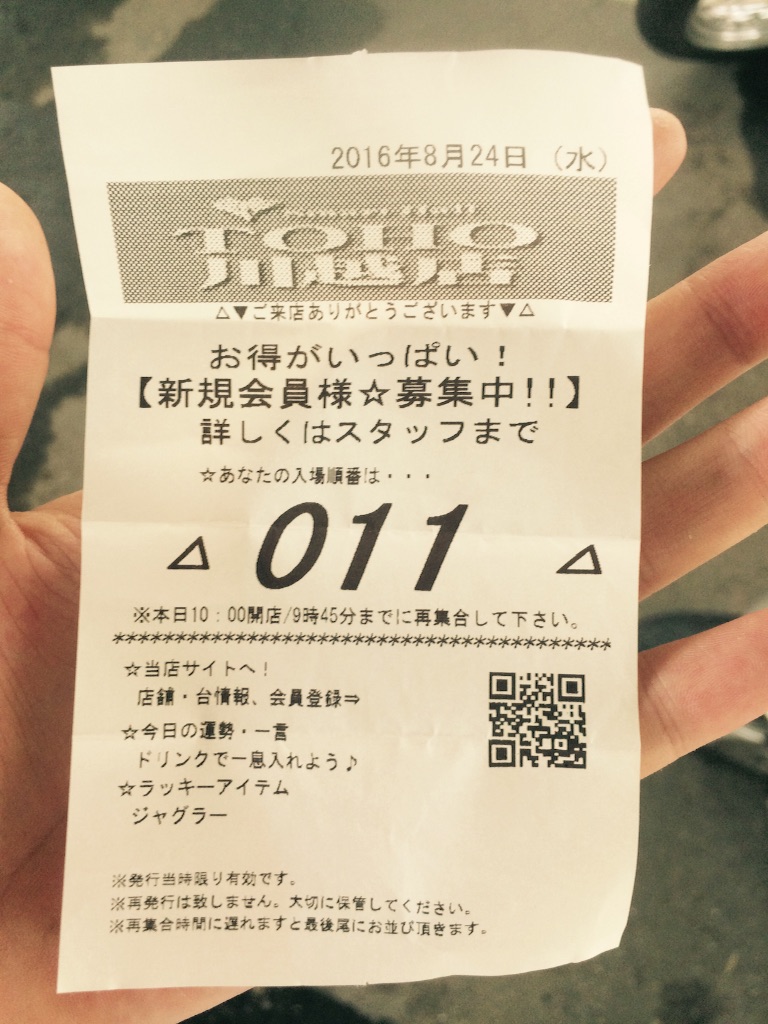 2016年8月24日 (水)
TOHO
川越店
△▼ご来店ありがとうございます▼△
お得がいっぱい！
【新規会員様☆募集中!!】
詳しくはスタッフまで
☆あなたの入場順番は・・・
△ 011 △
※本日10：00開店/9時45分までに再集合して下さい。
****************************************
☆当店サイトへ！
店舗・台情報、会員登録⇒
☆今日の運勢・一言
ドリンクで一息入れよう♪
☆ラッキーアイテム
ジャグラー
※発行当時限り有効です。
※再発行は致しません。大切に保管してください。
※再集合時間に遅れますと最後尾にお並び頂きます。